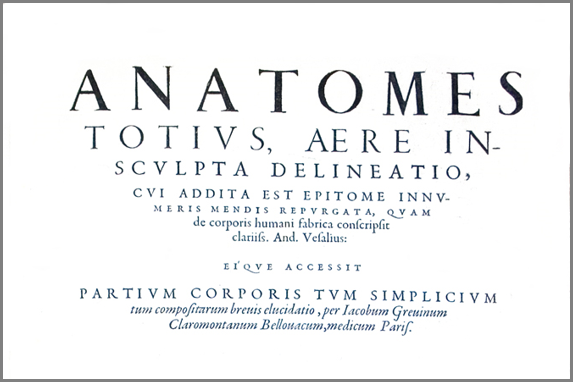 ANATOMES
TOTIVS, AERE IN-
SCVLPTA DELINEATIO,
CVI ADDITA EST EPITOME INNV-
MERIS MENDIS REPVRGATA, QVAM
de corporis humani fabrica conſcripſit
clariſſ. And. Veſalius:
EI'QVE ACCESSIT
PARTIVM CORPORIS TVM SIMPLICIVM
tum compoſitarum breuis elucidatio, per Iacobum Greuinum
Claromontanum Bellouacum, medicum Pariſ.